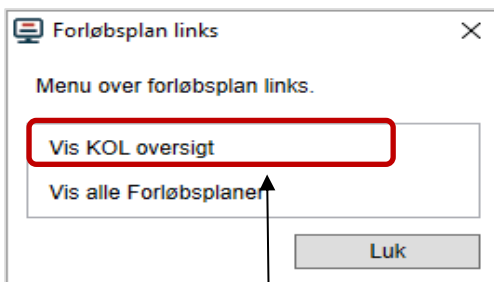 Forløbsplan links
Menu over forløbsplan links.
Vis KOL oversigt
Vis alle Forløbsplaner
Luk